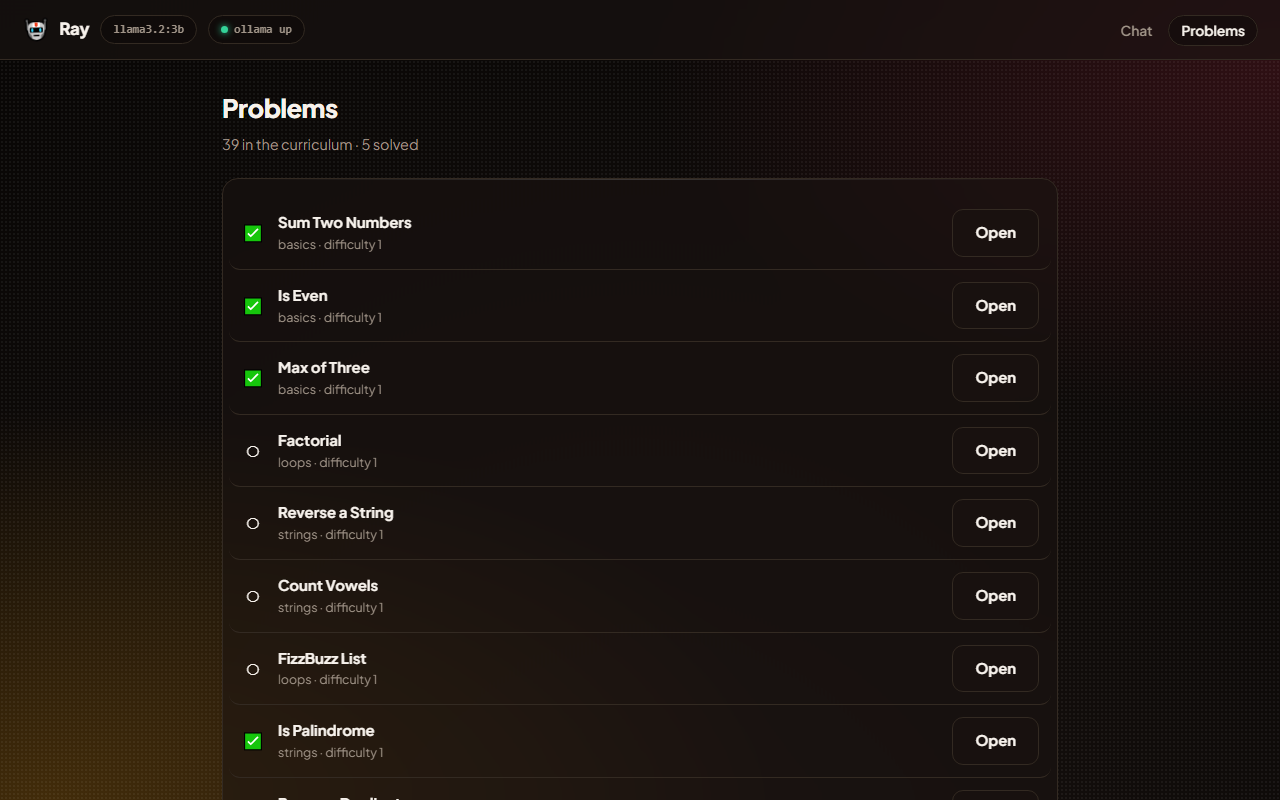 Ray
llama3.2:3b
ollama up
Chat
Problems
Problems
39 in the curriculum · 5 solved
Sum Two Numbers
basics · difficulty 1
Open
Is Even
basics · difficulty 1
Open
Max of Three
basics · difficulty 1
Open
Factorial
loops · difficulty 1
Open
Reverse a String
strings · difficulty 1
Open
Count Vowels
strings · difficulty 1
Open
FizzBuzz List
loops · difficulty 1
Open
Is Palindrome
strings · difficulty 1
Open